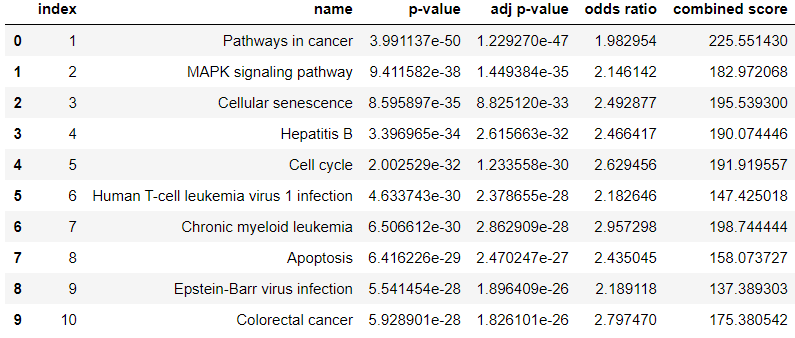 index name p-value adj p-value odds ratio combined score
0 1 Pathways in cancer 3.991137e-50 1.229270e-47 1.982954 225.551430
1 2 MAPK signaling pathway 9.411582e-38 1.449384e-35 2.146142 182.972068
2 3 Cellular senescence 8.595897e-35 8.825120e-33 2.492877 195.539300
3 4 Hepatitis B 3.396965e-34 2.615663e-32 2.466417 190.074446
4 5 Cell cycle 2.002529e-32 1.233558e-30 2.629456 191.919557
5 6 Human T-cell leukemia virus 1 infection 4.633743e-30 2.378655e-28 2.182646 147.425018
6 7 Chronic myeloid leukemia 6.506612e-30 2.862909e-28 2.957298 198.744444
7 8 Apoptosis 6.416226e-29 2.470247e-27 2.435045 158.073727
8 9 Epstein-Barr virus infection 5.541454e-28 1.896409e-26 2.189118 137.389303
9 10 Colorectal cancer 5.928901e-28 1.826101e-26 2.797470 175.380542